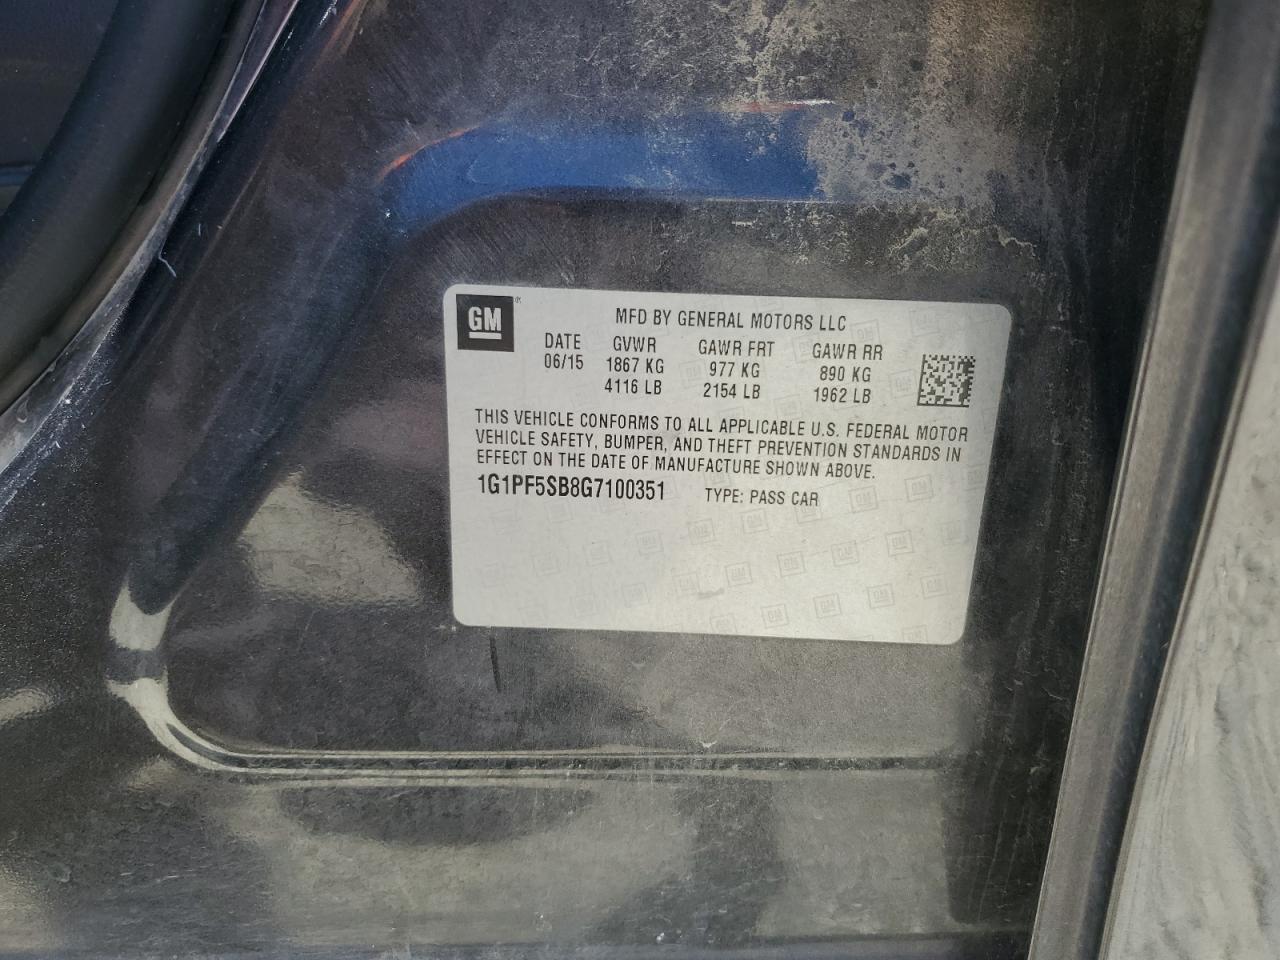 GM
MFD BY GENERAL MOTORS LLC
DATE GVWR GAWR FRT GAWR RR
06/15 1867 KG 977 KG 890 KG
4116 LB 2154 LB 1962 LB
THIS VEHICLE CONFORMS TO ALL APPLICABLE U.S. FEDERAL MOTOR
VEHICLE SAFETY, BUMPER, AND THEFT PREVENTION STANDARDS IN
EFFECT ON THE DATE OF MANUFACTURE SHOWN ABOVE.
1G1PF5SB8G7100351 TYPE: PASS CAR